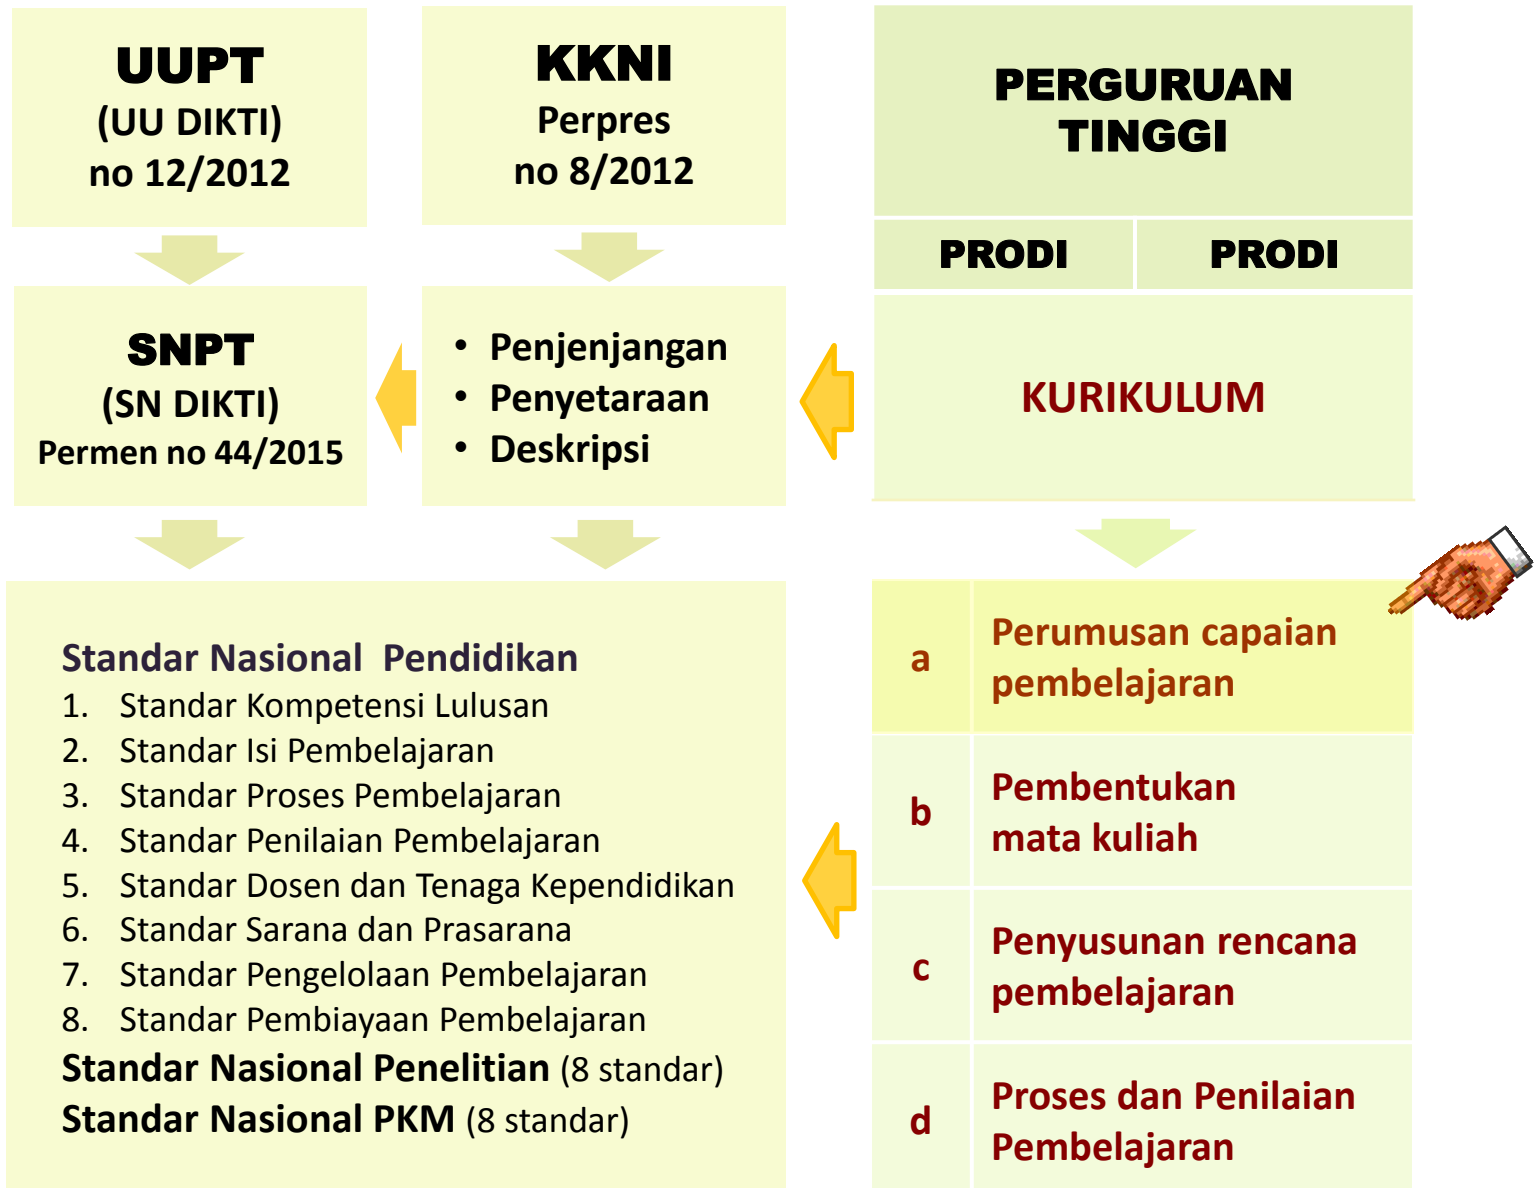 UUPT
(UU DIKTI)
no 12/2012
KKNI
Perpres
no 8/2012
PERGURUAN
TINGGI
PRODI
PRODI
SNPT
(SN DIKTI)
Permen no 44/2015
• Penjenjangan
• Penyetaraan
• Deskripsi
KURIKULUM
Standar Nasional Pendidikan
1. Standar Kompetensi Lulusan
2. Standar Isi Pembelajaran
3. Standar Proses Pembelajaran
4. Standar Penilaian Pembelajaran
5. Standar Dosen dan Tenaga Kependidikan
6. Standar Sarana dan Prasarana
7. Standar Pengelolaan Pembelajaran
8. Standar Pembiayaan Pembelajaran
Standar Nasional Penelitian (8 standar)
Standar Nasional PKM (8 standar)
a
Perumusan capaian
pembelajaran
b
Pembentukan
mata kuliah
c
Penyusunan rencana
pembelajaran
d
Proses dan Penilaian
Pembelajaran